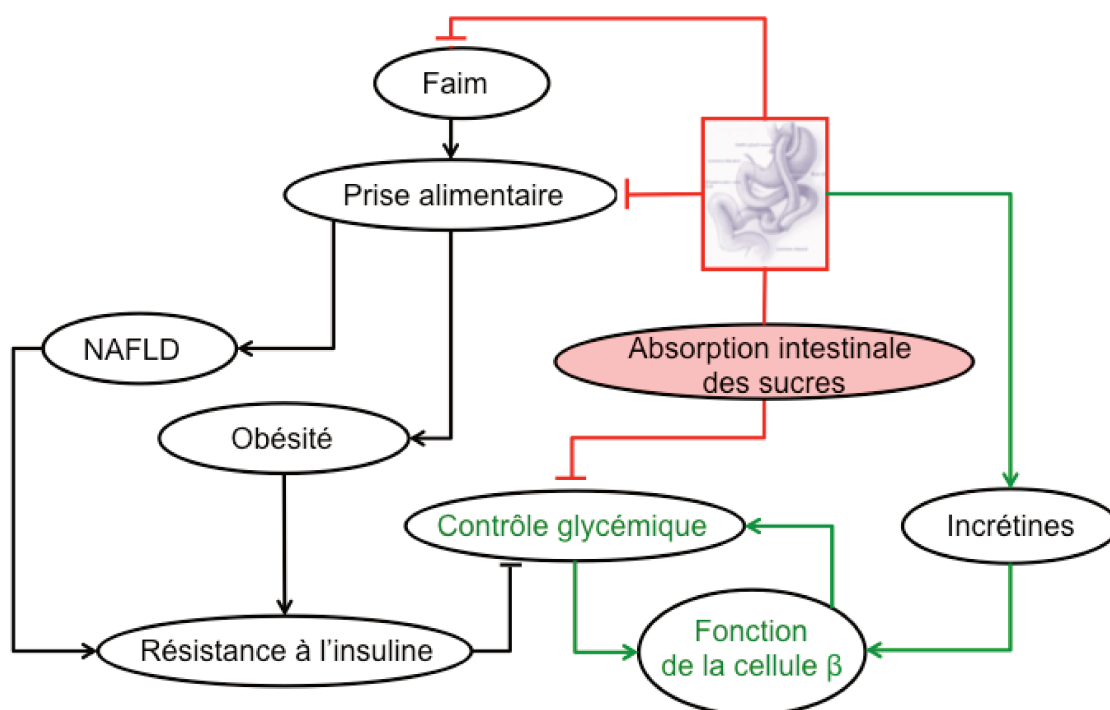 Faim
Prise alimentaire
NAFLD
Absorption intestinale
des sucres
Obésité
Contrôle glycémique
Incrétines
Fonction
de la cellule β
Résistance à l'insuline